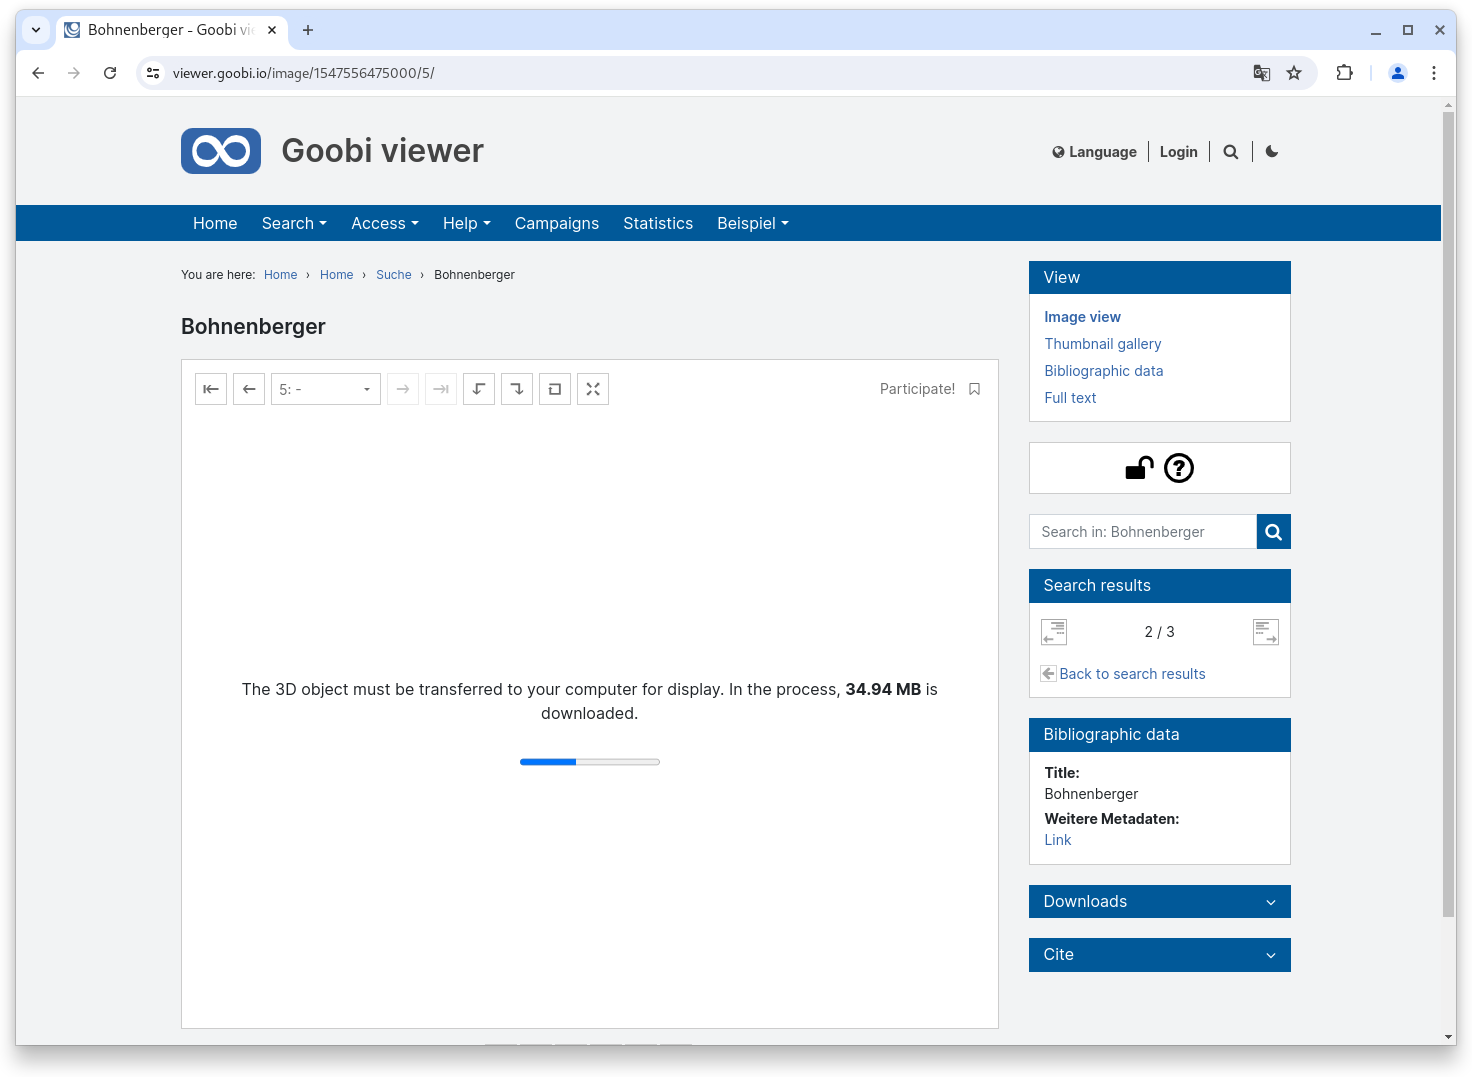 Bohnenberger - Goobi vie
viewer.goobi.io/image/1547556475000/5/
Goobi viewer
Language
Login
Home
Search
Access
Help
Campaigns
Statistics
Beispiel
You are here: Home › Home › Suche › Bohnenberger
Bohnenberger
5: -
Participate!
The 3D object must be transferred to your computer for display. In the process, 34.94 MB is
downloaded.
View
Image view
Thumbnail gallery
Bibliographic data
Full text
Search in: Bohnenberger
Search results
2 / 3
Back to search results
Bibliographic data
Title:
Bohnenberger
Weitere Metadaten:
Link
Downloads
Cite